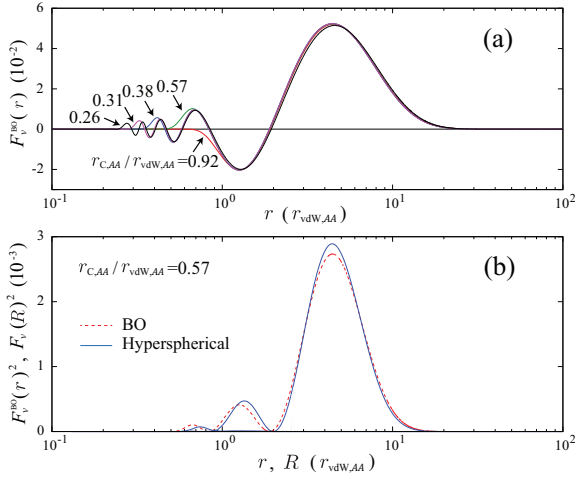 6
4
2
0
-2
F_ν^BO(r) (10^-2)
(a)
0.57
0.38
0.31
0.26
r_C,AA/r_vdW,AA=0.92
10^-1 10^0 10^1 10^2
r (r_vdW,AA)
3
2
1
0
F_ν^BO(r)^2, F_ν(R)^2 (10^-3)
r_C,AA/r_vdW,AA=0.57
(b)
BO
Hyperspherical
10^-1 10^0 10^1 10^2
r, R (r_vdW,AA)